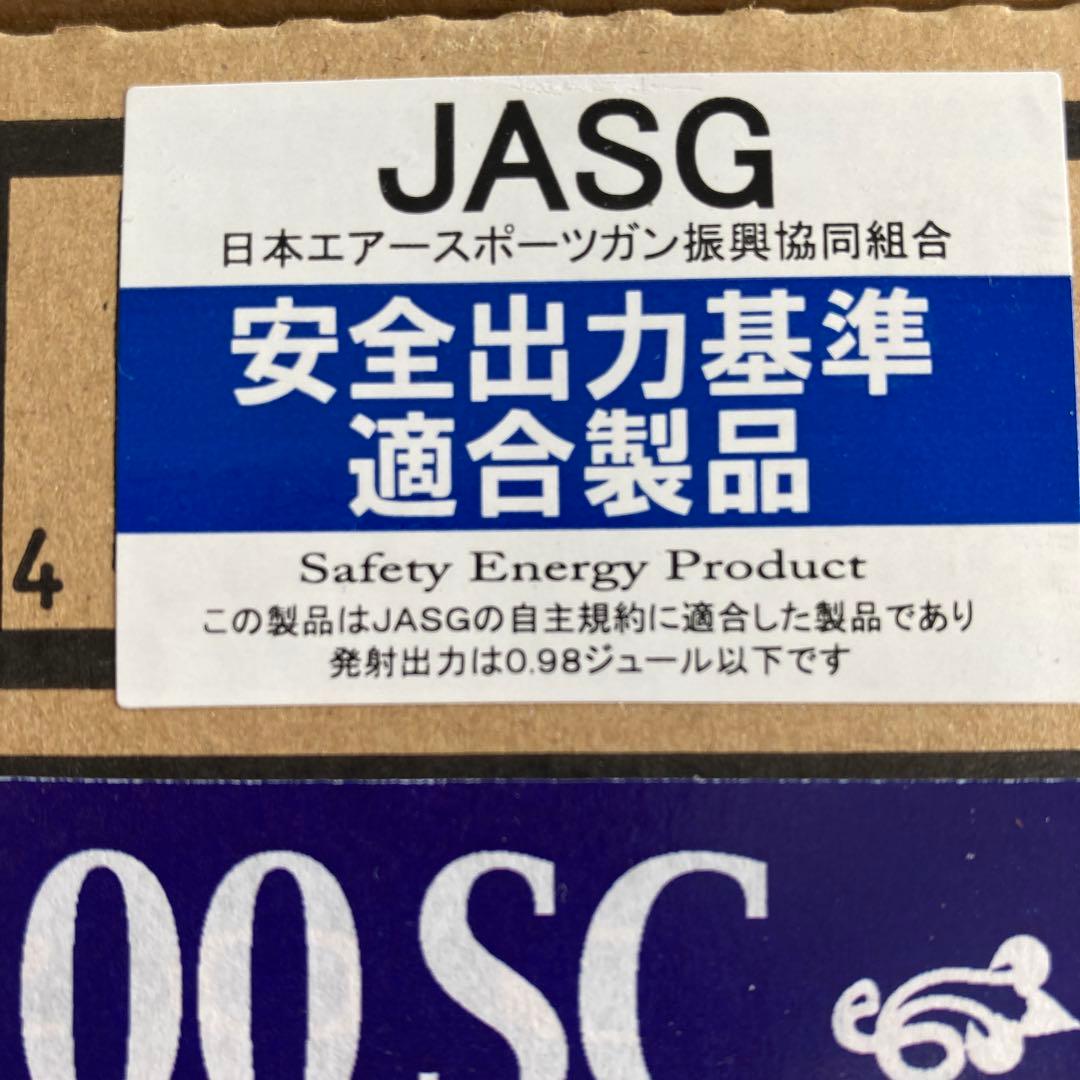 JASG
日本エアースポーツガン振興協同組合
安全出力基準
適合製品
4
Safety Energy Product
この製品はJASGの自主規約に適合した製品であり
発射出力は0.98ジュール以下です
00 SC